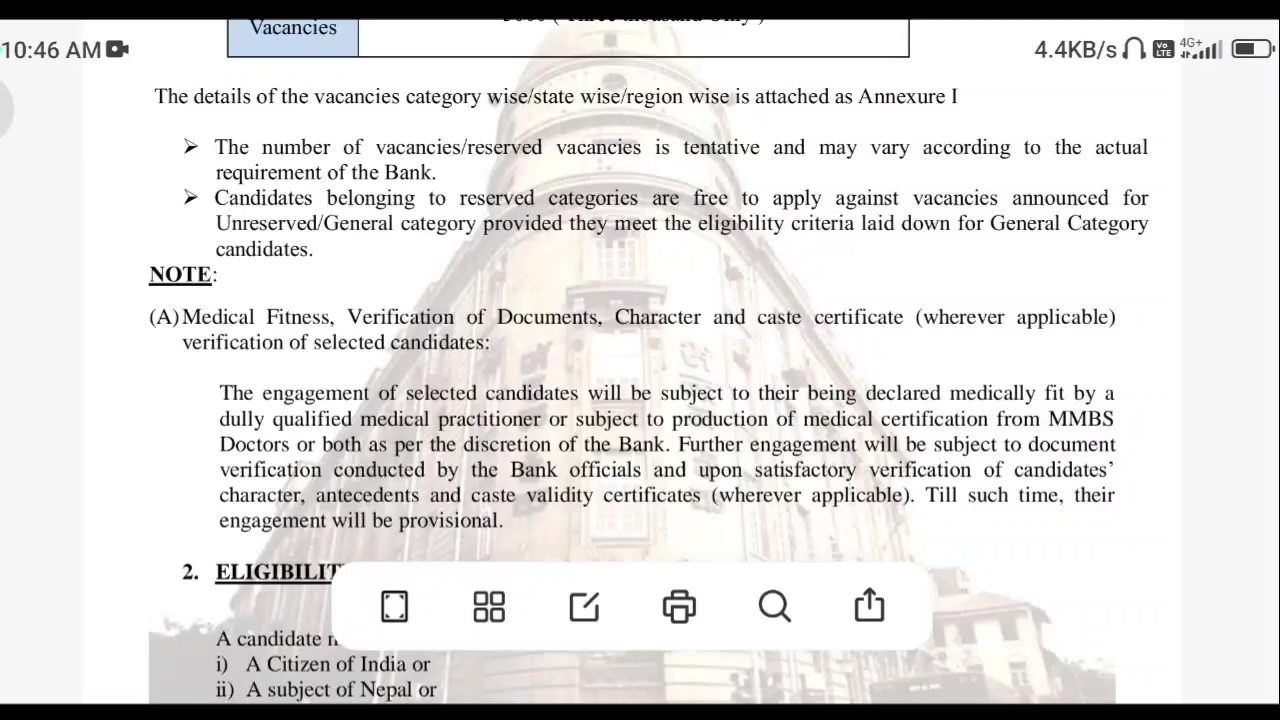 Vacancies
10:46 AM
4.4KB/s
Vo LTE
4G+
The details of the vacancies category wise/state wise/region wise is attached as Annexure I
➢ The number of vacancies/reserved vacancies is tentative and may vary according to the actual
requirement of the Bank.
➢ Candidates belonging to reserved categories are free to apply against vacancies announced for
Unreserved/General category provided they meet the eligibility criteria laid down for General Category
candidates.
NOTE:
(A) Medical Fitness, Verification of Documents, Character and caste certificate (wherever applicable)
verification of selected candidates:
The engagement of selected candidates will be subject to their being declared medically fit by a
dully qualified medical practitioner or subject to production of medical certification from MMBS
Doctors or both as per the discretion of the Bank. Further engagement will be subject to document
verification conducted by the Bank officials and upon satisfactory verification of candidates’
character, antecedents and caste validity certificates (wherever applicable). Till such time, their
engagement will be provisional.
2. ELIGIBILIT
A candidate
i) A Citizen of India or
ii) A subject of Nepal or